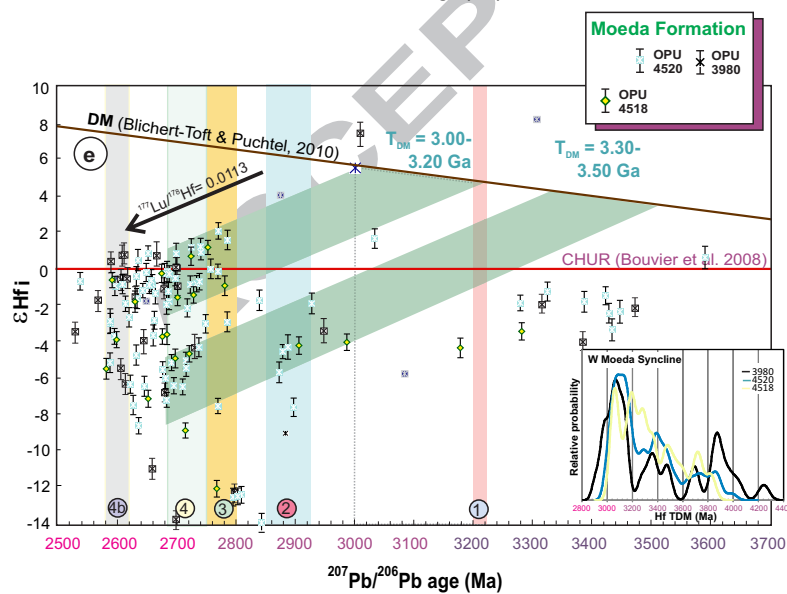 Moeda Formation
OPU 4520
OPU 3980
OPU 4518
CCEP
10
8
6
4
2
0
-2
-4
-6
-8
-10
-12
-14
εHf i
DM (Blichert-Toft & Puchtel, 2010)
e
¹⁷⁷Lu/¹⁷⁶Hf= 0.0113
TDM = 3.00-
3.20 Ga
TDM = 3.30-
3.50 Ga
CHUR (Bouvier et al. 2008)
4b
4
3
2
1
2500 2600 2700 2800 2900 3000 3100 3200 3300 3400 3500 3600 3700
²⁰⁷Pb/²⁰⁶Pb age (Ma)
W Moeda Syncline
3980
4520
4518
Relative probability
2800 3000 3200 3400 3600 3800 4000 4200 440
Hf TDM (Ma)